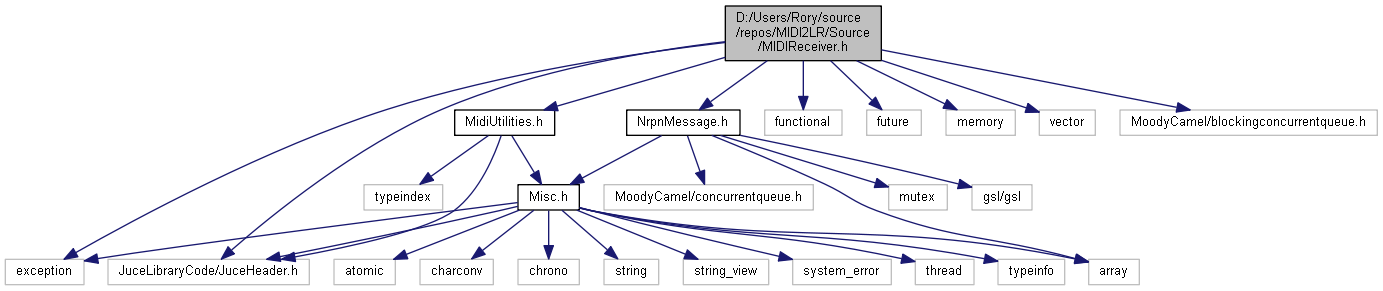 D:/Users/Rory/source
/repos/MIDI2LR/Source
/MIDIReceiver.h
MidiUtilities.h
NrpnMessage.h
functional
future
memory
vector
MoodyCamel/blockingconcurrentqueue.h
typeindex
Misc.h
MoodyCamel/concurrentqueue.h
mutex
gsl/gsl
exception
JuceLibraryCode/JuceHeader.h
atomic
charconv
chrono
string
string_view
system_error
thread
typeinfo
array